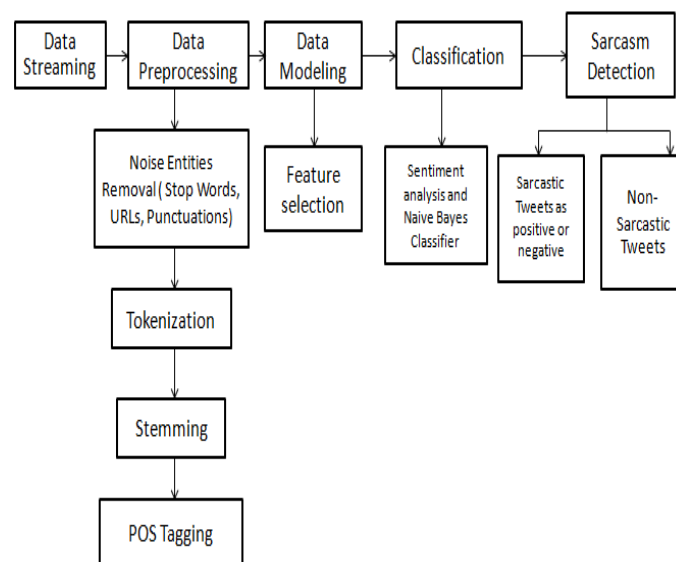 Data
Streaming
Data
Preprocessing
Data
Modeling
Classification
Sarcasm
Detection
Noise Entities
Removal( Stop Words,
URLs, Punctuations)
Feature
selection
Sentiment
analysis and
Naive Bayes
Classifier
Sarcastic
Tweets as
positive or
negative
Non-
Sarcastic
Tweets
Tokenization
Stemming
POS Tagging